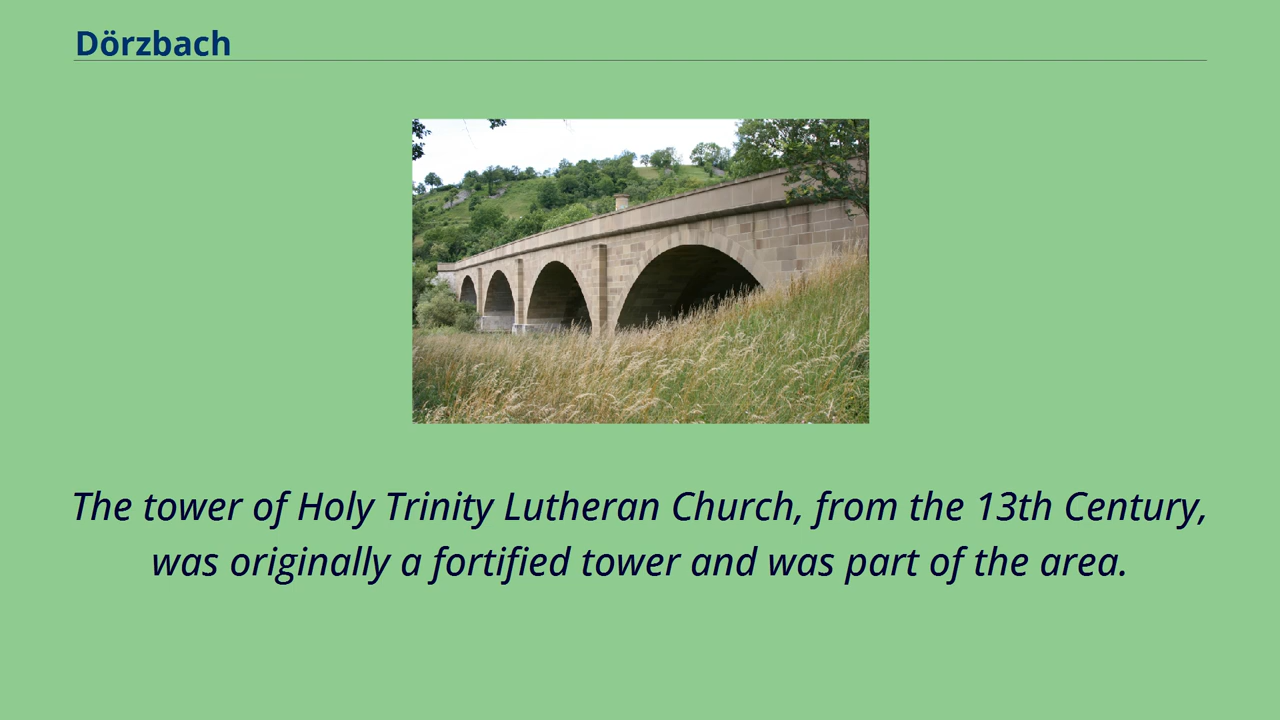 Dörzbach
The tower of Holy Trinity Lutheran Church, from the 13th Century,
was originally a fortified tower and was part of the area.